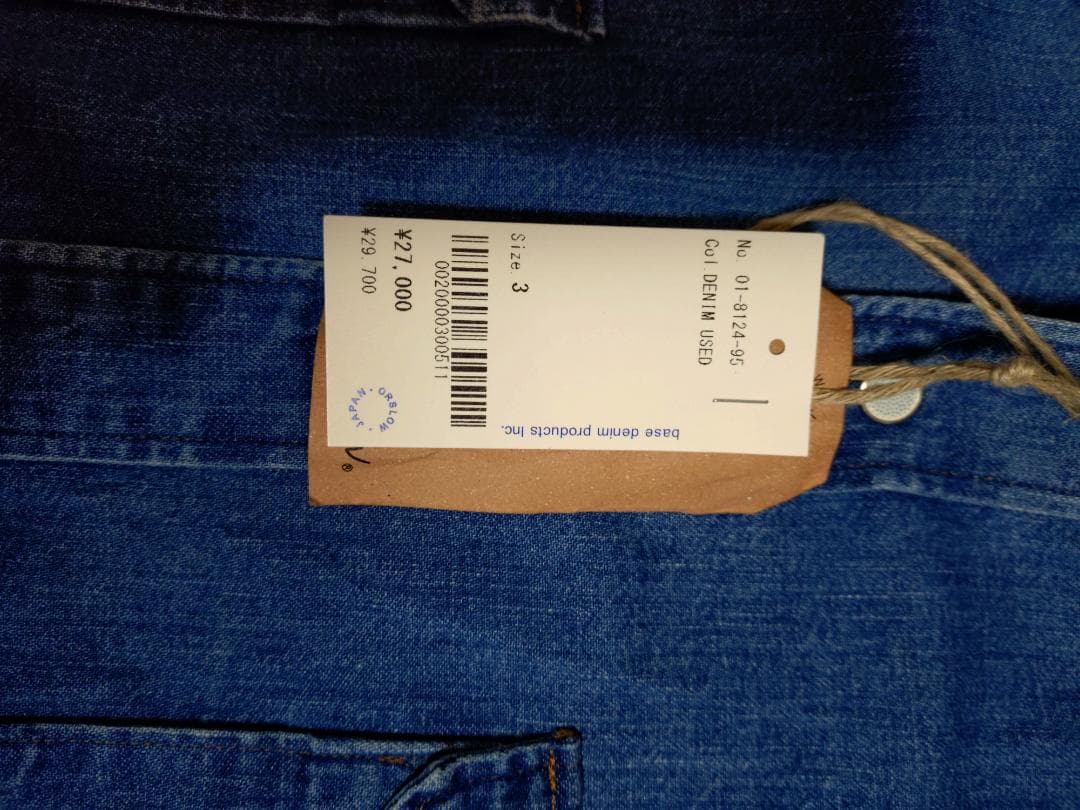 No. 01-8124-95
Col.DENIM USED
Size. 3
0020000300511
¥27,000
¥29.700
base denim products Inc.
ORSLOW・JAPAN・
®